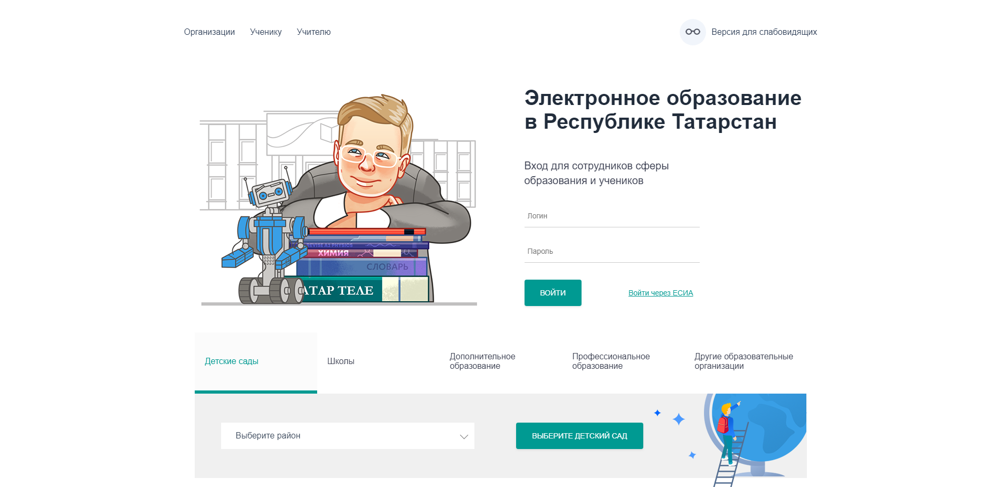 Организации
Ученику
Учителю
Версия для слабовидящих
Электронное образование
в Республике Татарстан
Вход для сотрудников сферы
образования и учеников
Логин
Пароль
ВОЙТИ
Войти через ЕСИА
REVISE A2 PHYSICS
ХИМИЯ
СЛОВАРЬ
АТАР ТЕЛЕ
Детские сады
Школы
Дополнительное
образование
Профессиональное
образование
Другие образовательные
организации
Выберите район
ВЫБЕРИТЕ ДЕТСКИЙ САД